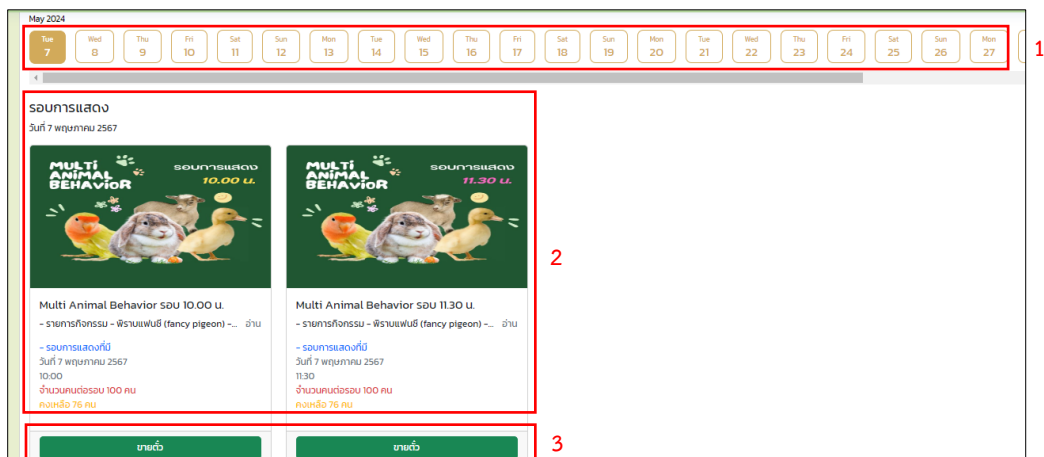 May 2024
Tue Wed Thu Fri Sat Sun Mon Tue Wed Thu Fri Sat Sun Mon Tue Wed Thu Fri Sat Sun Mon
7 8 9 10 11 12 13 14 15 16 17 18 19 20 21 22 23 24 25 26 27
1
รอบการแสดง
วันที่ 7 พฤษภาคม 2567
MULTi ANiMAL BEHAVioR
รอบการแสดง
10.00 น.
MULTi ANiMAL BEHAVioR
รอบการแสดง
11.30 น.
2
Multi Animal Behavior รอบ 10.00 น.
- รายการกิจกรรม - พิราบแฟนซี (fancy pigeon) -... อ่าน
- รอบการแสดงที่มี
วันที่ 7 พฤษภาคม 2567
10:00
จำนวนคนต่อรอบ 100 คน
คงเหลือ 76 คน
ขายตั๋ว
Multi Animal Behavior รอบ 11.30 น.
- รายการกิจกรรม - พิราบแฟนซี (fancy pigeon) -... อ่าน
- รอบการแสดงที่มี
วันที่ 7 พฤษภาคม 2567
11:30
จำนวนคนต่อรอบ 100 คน
คงเหลือ 76 คน
ขายตั๋ว
3